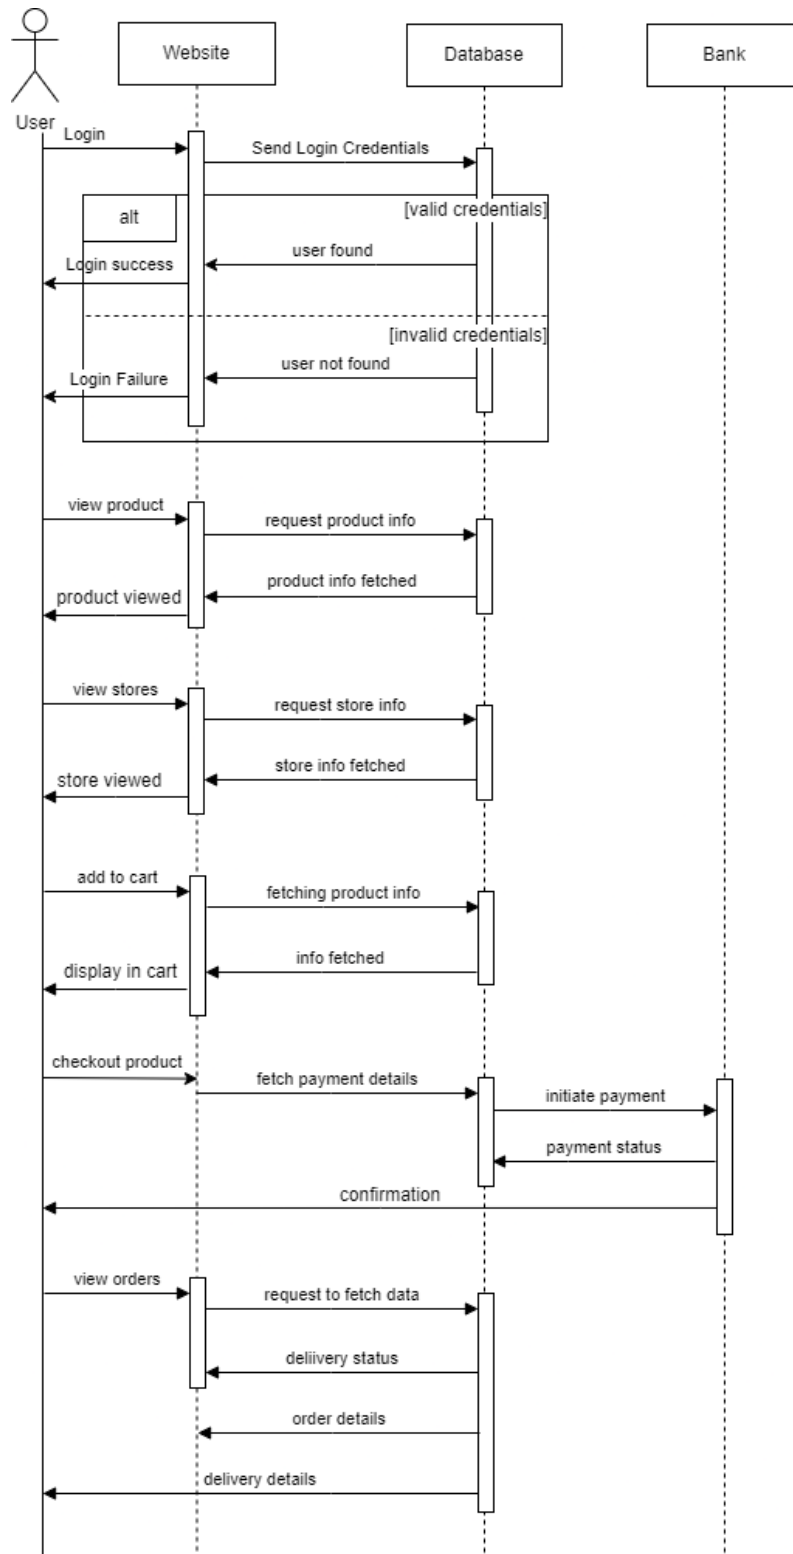 Website
Database
Bank
User
Login
Send Login Credentials
alt
[valid credentials]
user found
Login success
[invalid credentials]
user not found
Login Failure
view product
request product info
product info fetched
product viewed
view stores
request store info
store info fetched
store viewed
add to cart
fetching product info
info fetched
display in cart
checkout product
fetch payment details
initiate payment
payment status
confirmation
view orders
request to fetch data
deliivery status
order details
delivery details